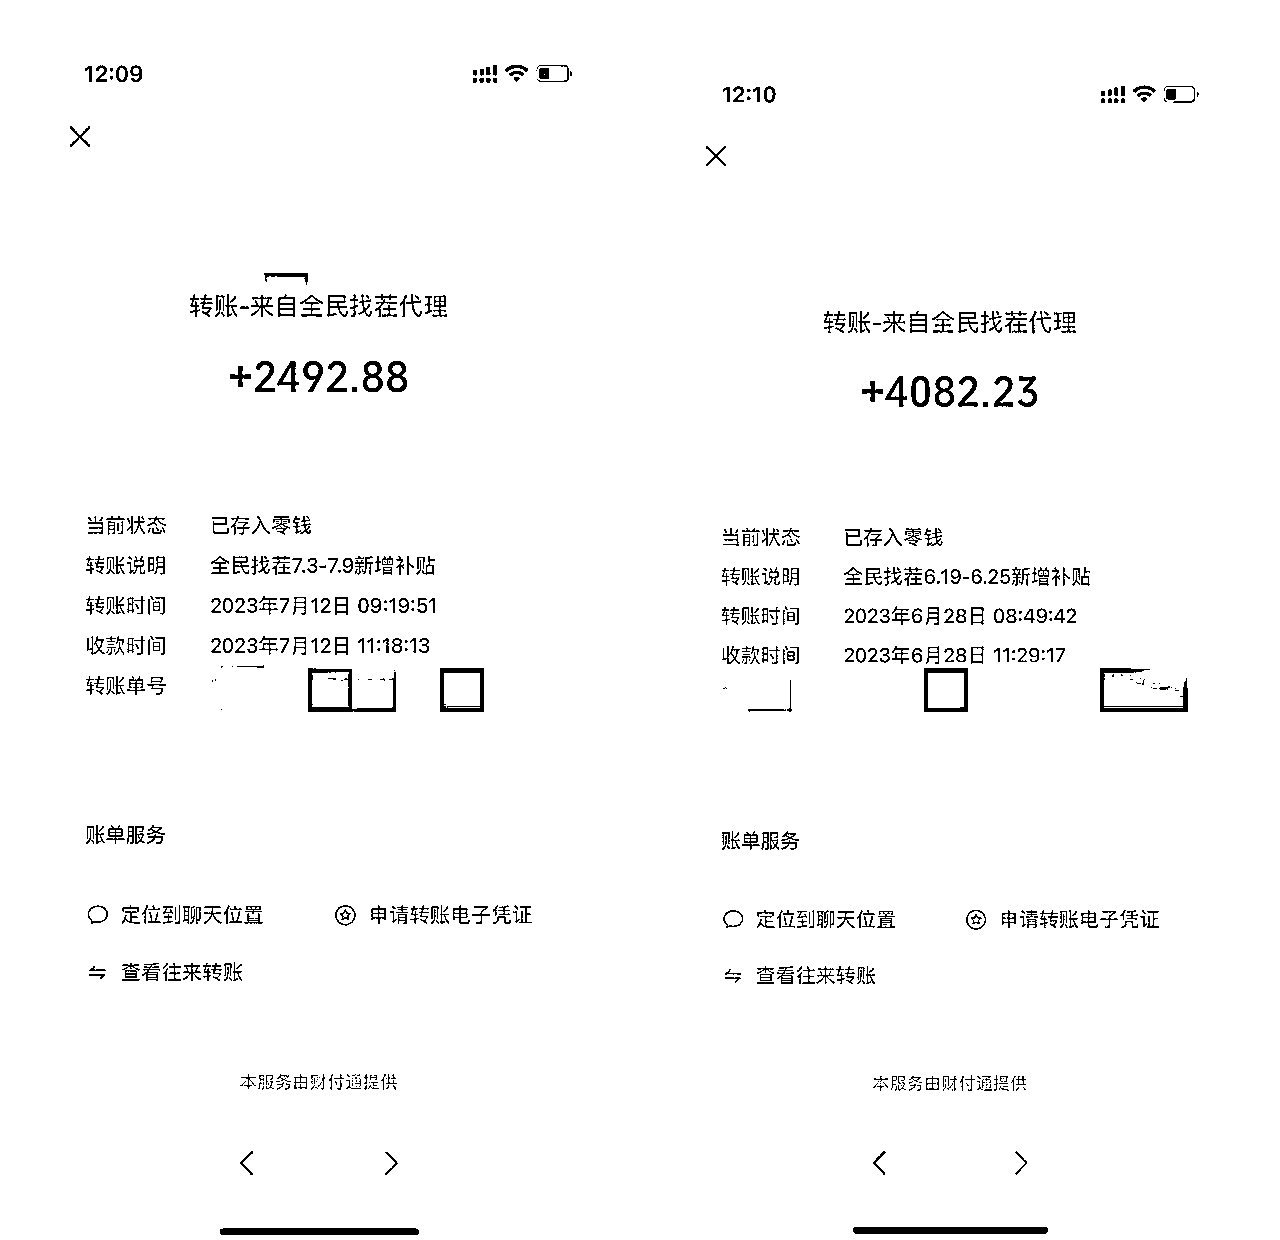 12:09
转账-来自全民找茬代理
+2492.88
当前状态 已存入零钱
转账说明 全民找茬7.3-7.9新增补贴
转账时间 2023年7月12日 09:19:51
收款时间 2023年7月12日 11:18:13
转账单号
账单服务
定位到聊天位置 申请转账电子凭证
查看往来转账
本服务由财付通提供
12:10
转账-来自全民找茬代理
+4082.23
当前状态 已存入零钱
转账说明 全民找茬6.19-6.25新增补贴
转账时间 2023年6月28日 08:49:42
收款时间 2023年6月28日 11:29:17
账单服务
定位到聊天位置 申请转账电子凭证
查看往来转账
本服务由财付通提供